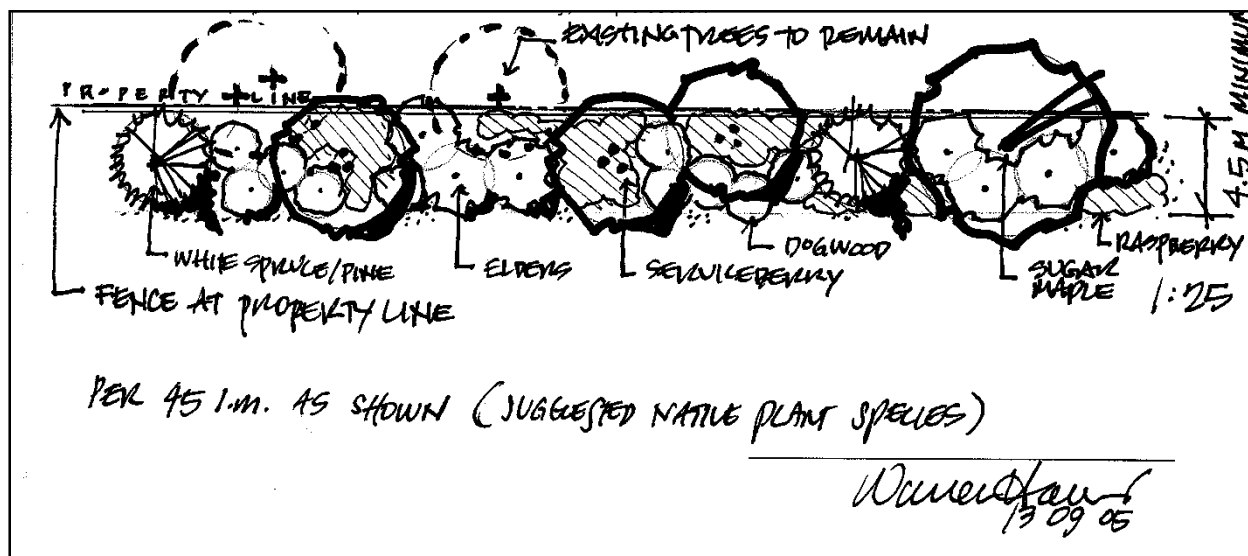 EXISTING TREES TO REMAIN
PROPERTY LINE
4.5 M MINIMUM
WHITE SPRUCE/PINE
ELDERS
SERVICEBERRY
DOGWOOD
SUGAR
MAPLE
RASPBERRY
FENCE AT PROPERTY LINE
1:25
PER 45 l.m. AS SHOWN (SUGGESTED NATIVE PLANT SPECIES)
13 09 05